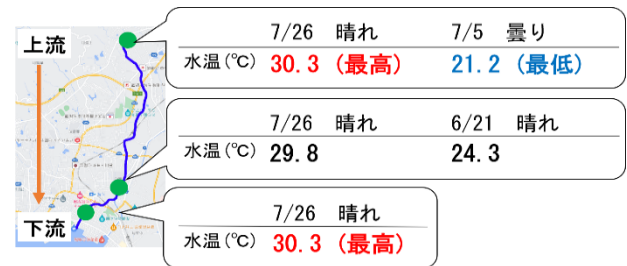 上流
7/26 晴れ 7/5 曇り
水温(℃) 30.3 (最高) 21.2 (最低)
7/26 晴れ 6/21 晴れ
水温(℃) 29.8 24.3
下流
7/26 晴れ
水温(℃) 30.3 (最高)